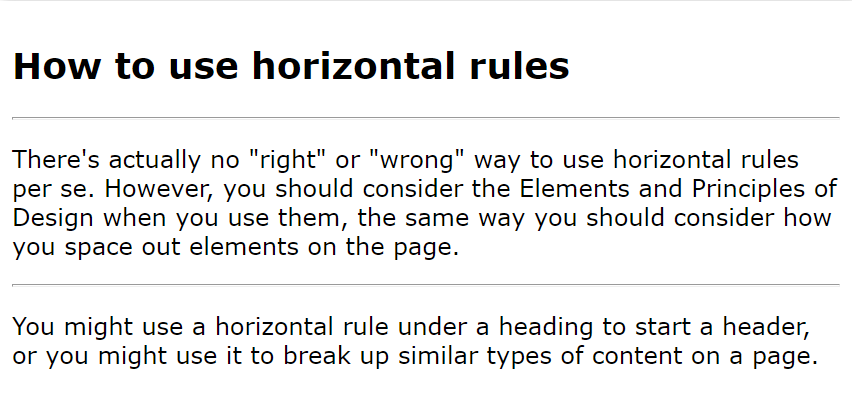 How to use horizontal rules
There's actually no "right" or "wrong" way to use horizontal rules
per se. However, you should consider the Elements and Principles of
Design when you use them, the same way you should consider how
you space out elements on the page.
You might use a horizontal rule under a heading to start a header,
or you might use it to break up similar types of content on a page.